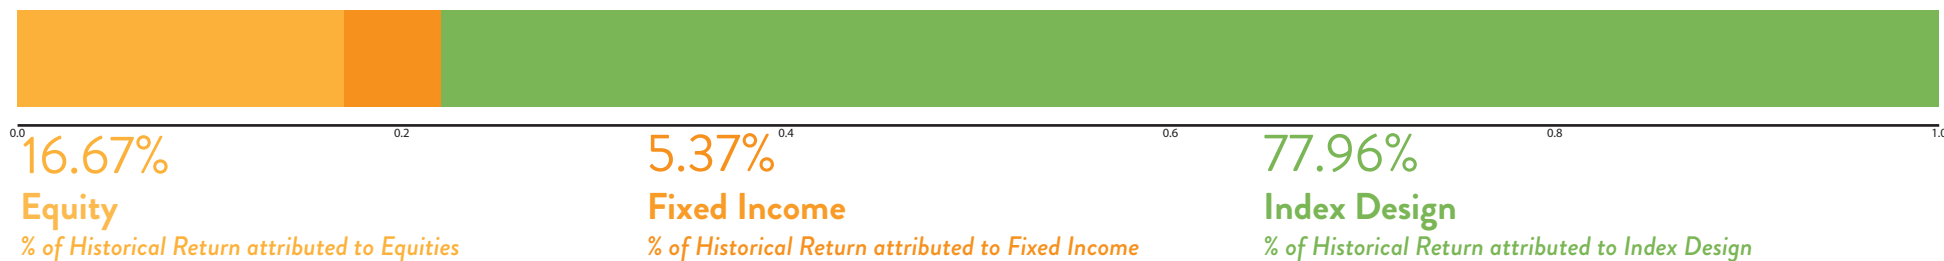 0.0 0.2 0.4 0.6 0.8 1.0
16.67% 5.37% 77.96%
Equity Fixed Income Index Design
% of Historical Return attributed to Equities % of Historical Return attributed to Fixed Income % of Historical Return attributed to Index Design